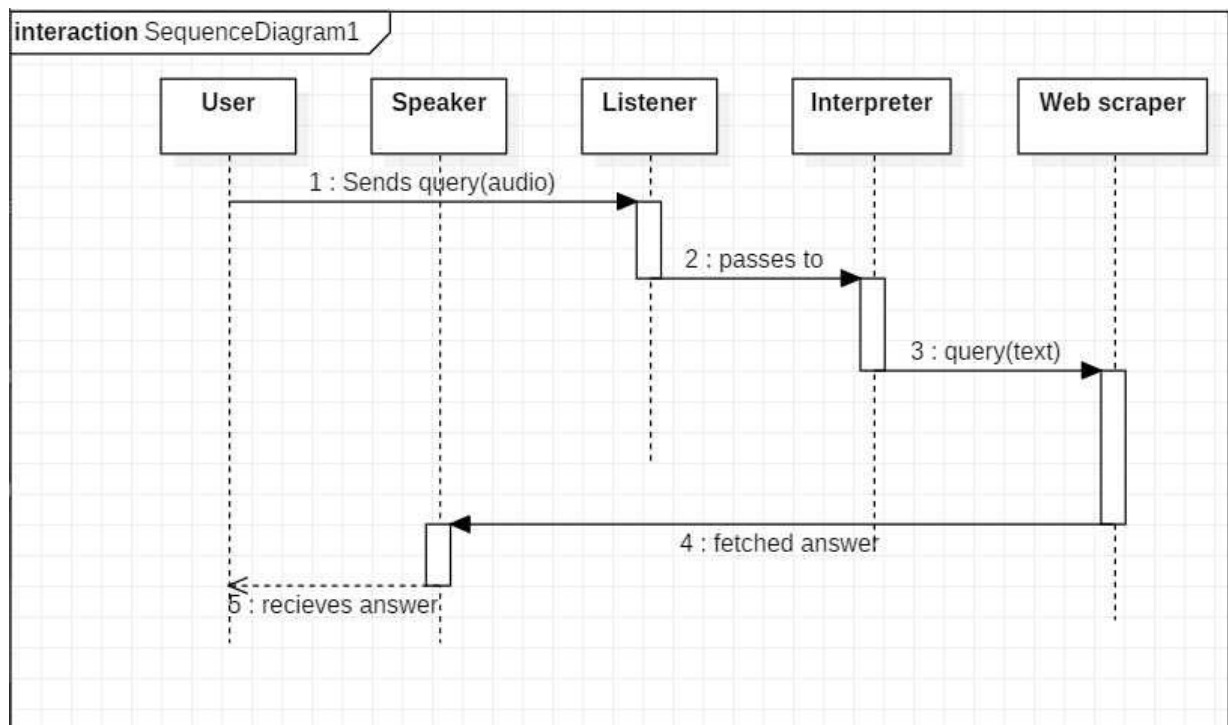 interaction SequenceDiagram1
User
Speaker
Listener
Interpreter
Web scraper
1 : Sends query(audio)
2 : passes to
3 : query(text)
4 : fetched answer
5 : recieves answer